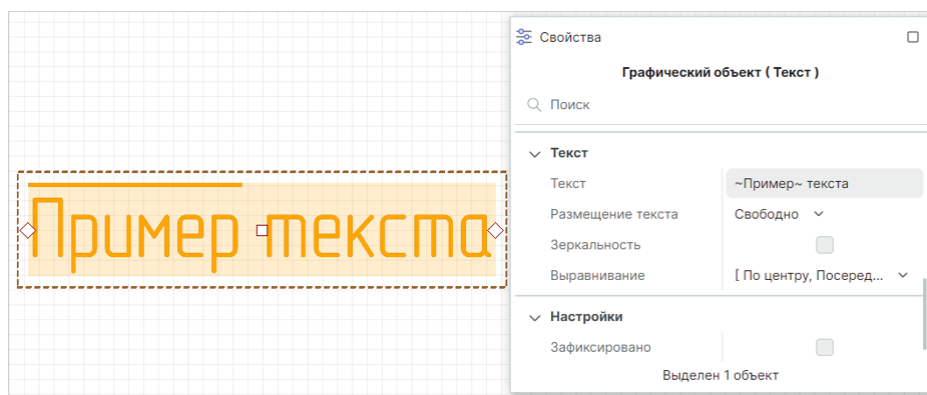 Свойства
Графический объект ( Текст )
Поиск
Текст
Текст ~Пример~ текста
Размещение текста Свободно
Зеркальность
Выравнивание [ По центру, Посеред...
Настройки
Зафиксировано
Выделен 1 объект
Пример текста